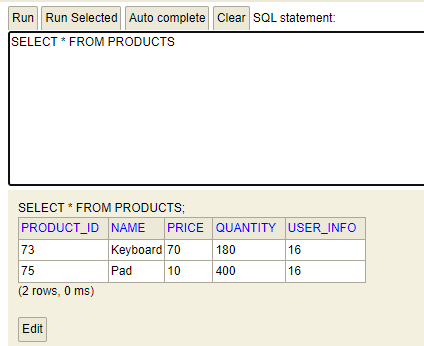 Run Run Selected Auto complete Clear SQL statement:
SELECT * FROM PRODUCTS
SELECT * FROM PRODUCTS;
PRODUCT_ID NAME PRICE QUANTITY USER_INFO
73 Keyboard 70 180 16
75 Pad 10 400 16
(2 rows, 0 ms)
Edit